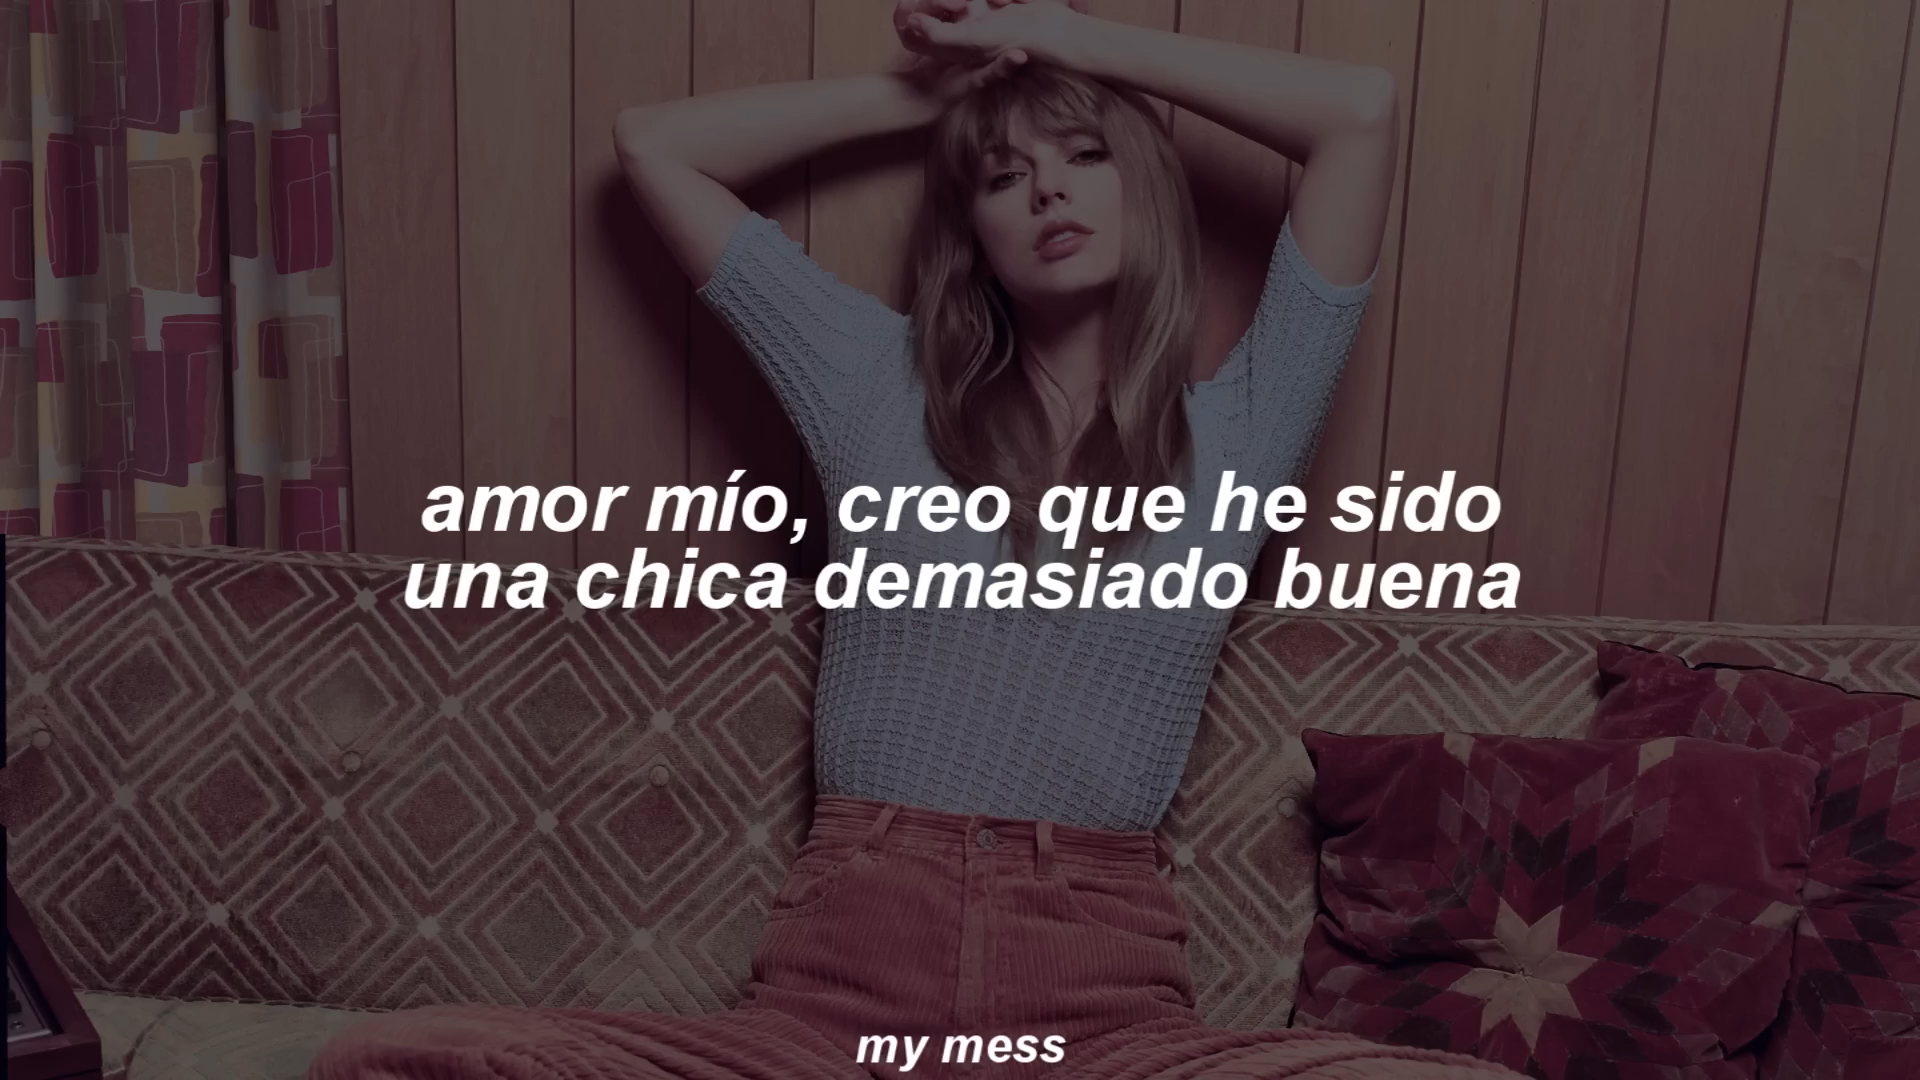 amor mío, creo que he sido
una chica demasiado buena
my mess